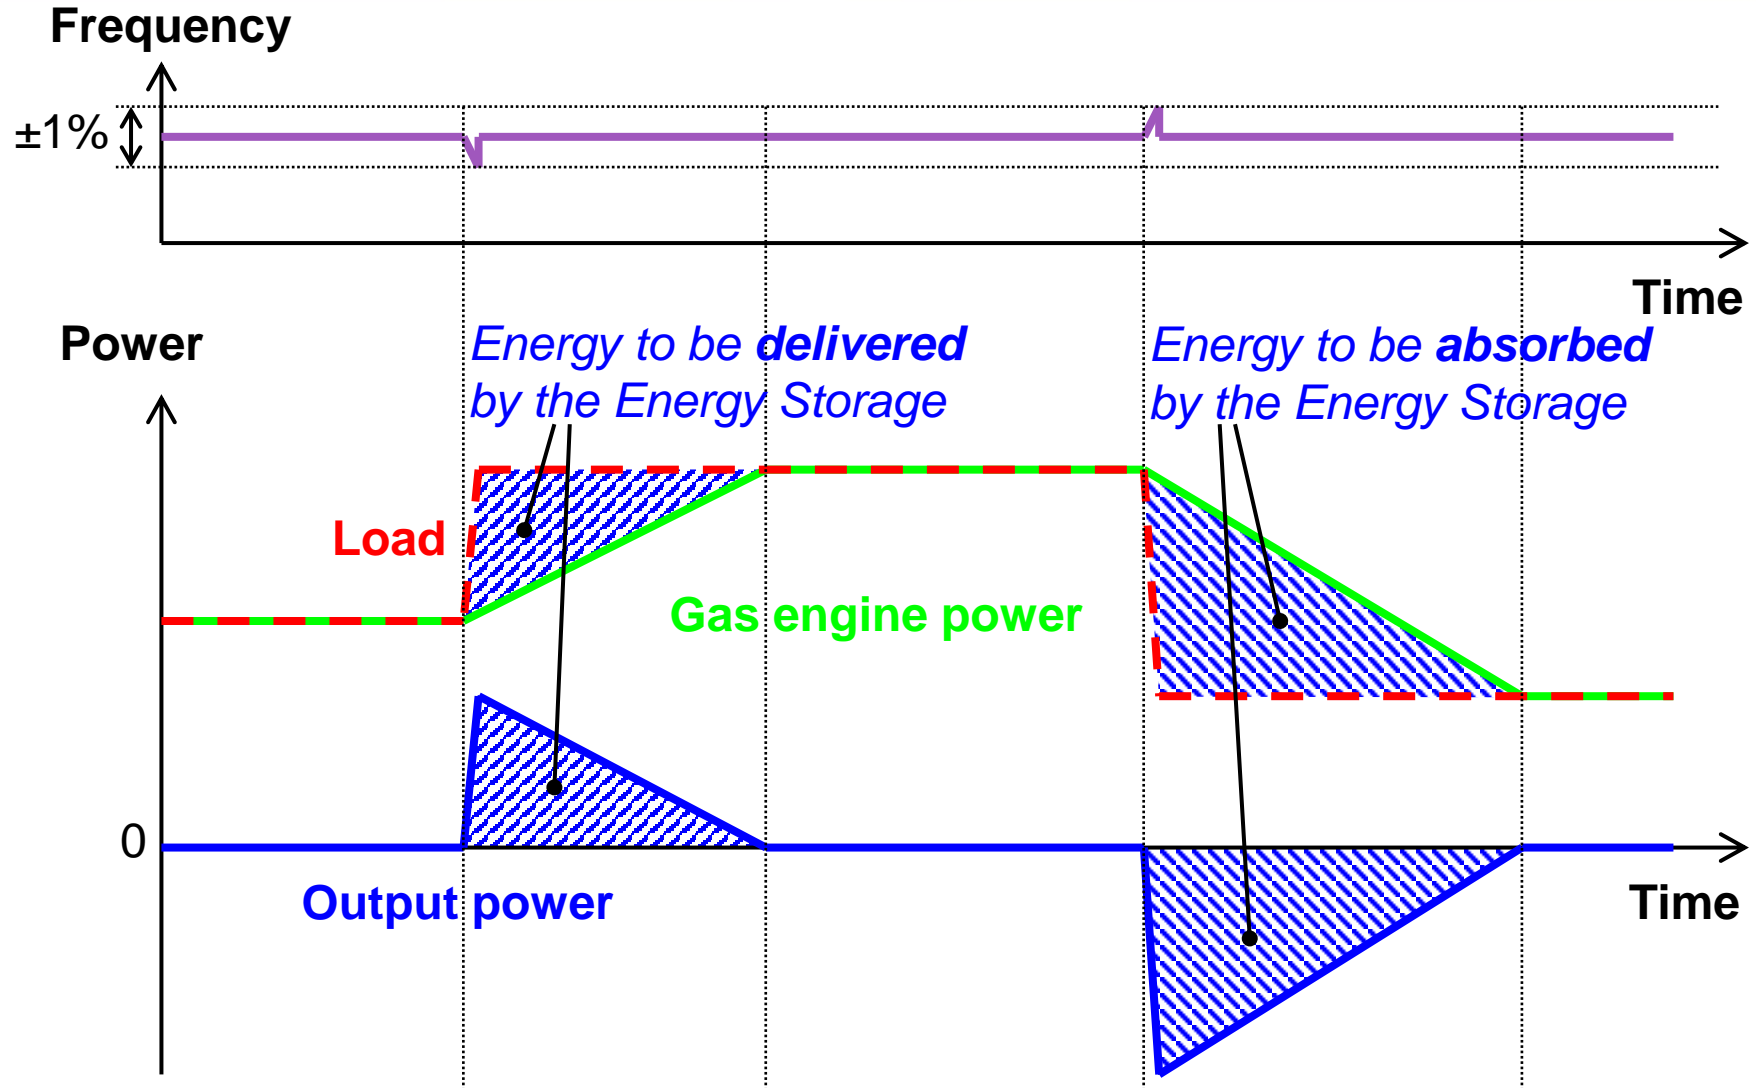 Frequency
±1%
Time
Power
Energy to be delivered
by the Energy Storage
Energy to be absorbed
by the Energy Storage
Load
Gas engine power
0
Output power
Time